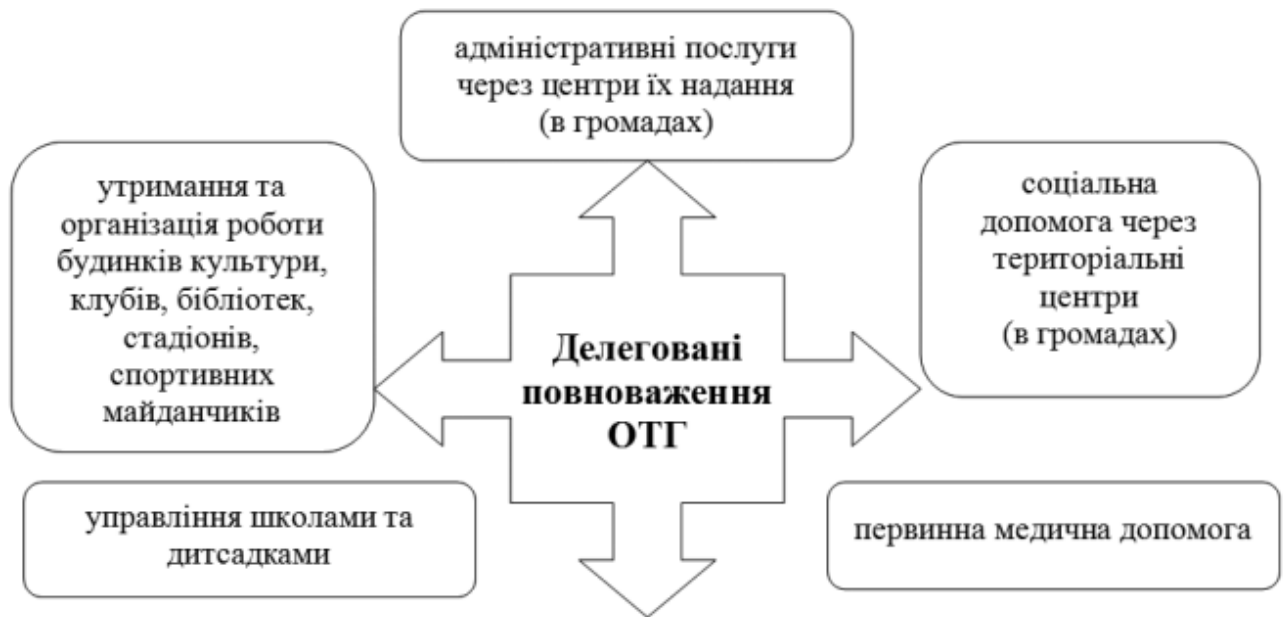 адміністративні послуги
через центри їх надання
(в громадах)
утримання та
організація роботи
будинків культури,
клубів, бібліотек,
стадіонів,
спортивних
майданчиків
соціальна
допомога через
територіальні
центри
(в громадах)
Делеговані
повноваження
ОТГ
управління школами та
дитсадками
первинна медична допомога